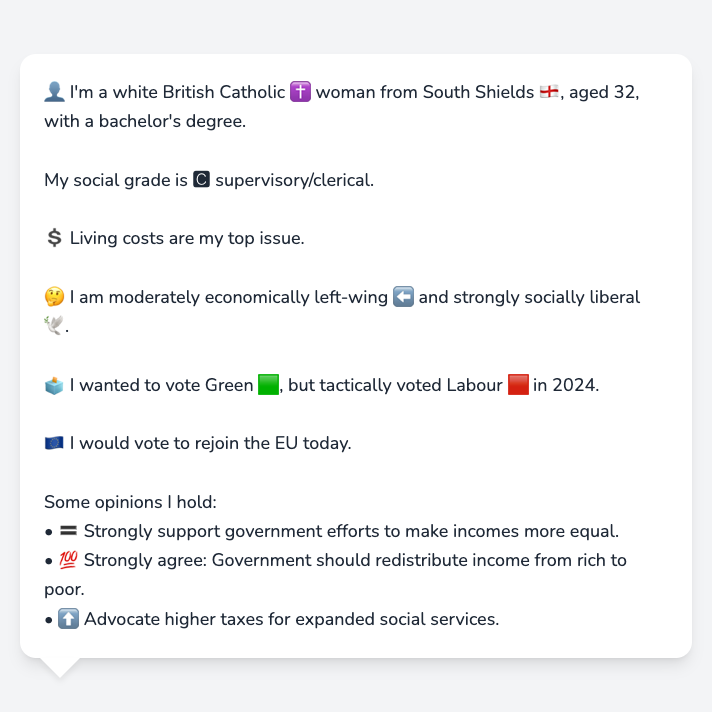 👤 I'm a white British Catholic ✝️ woman from South Shields 🏴󠁧󠁢󠁥󠁮󠁧󠁿, aged 32,
with a bachelor's degree.
My social grade is 🅲 supervisory/clerical.
💲 Living costs are my top issue.
🤔 I am moderately economically left-wing ⬅️ and strongly socially liberal
🕊️.
🗳️ I wanted to vote Green 🟩, but tactically voted Labour 🟥 in 2024.
🇪🇺 I would vote to rejoin the EU today.
Some opinions I hold:
• 🟰 Strongly support government efforts to make incomes more equal.
• 💯 Strongly agree: Government should redistribute income from rich to
poor.
• ⬆️ Advocate higher taxes for expanded social services.